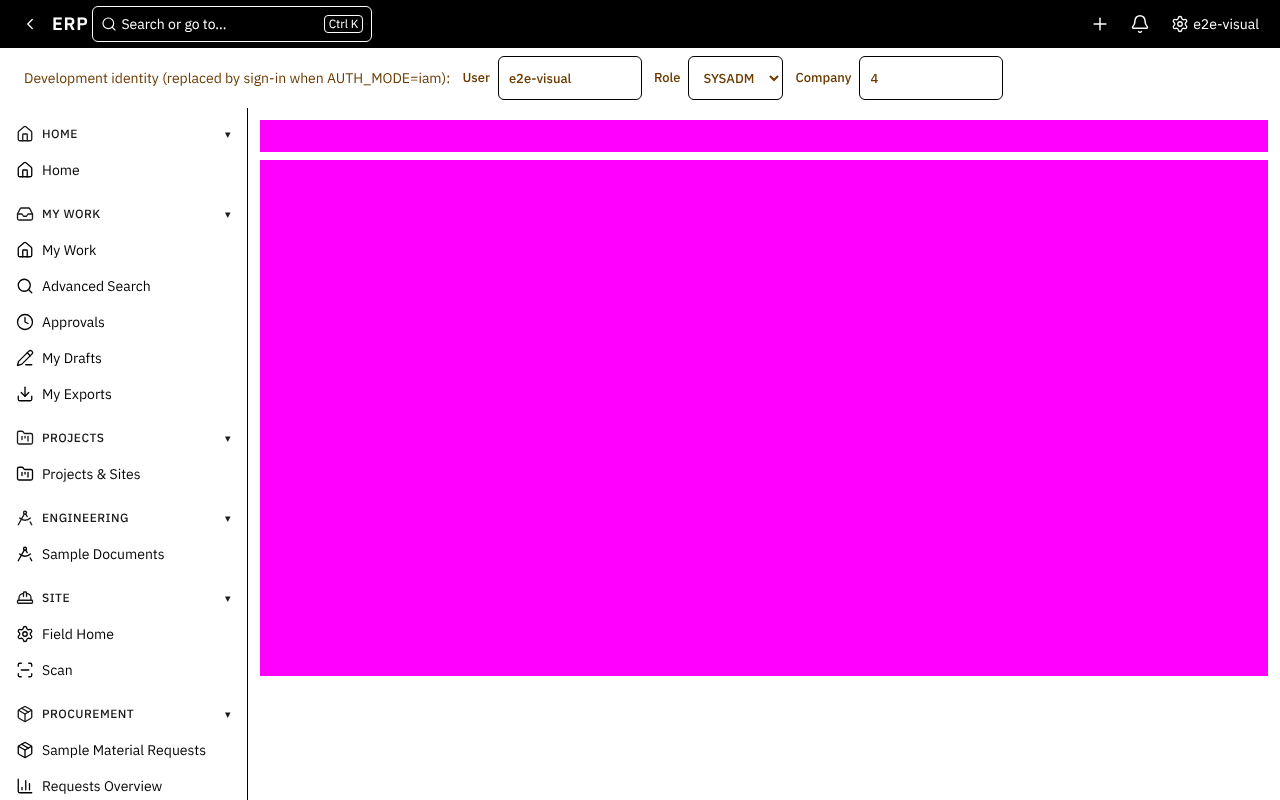 ERP
Search or go to...
Ctrl K
e2e-visual
Development identity (replaced by sign-in when AUTH_MODE=iam): User e2e-visual Role SYSADM Company 4
HOME
Home
MY WORK
My Work
Advanced Search
Approvals
My Drafts
My Exports
PROJECTS
Projects & Sites
ENGINEERING
Sample Documents
SITE
Field Home
Scan
PROCUREMENT
Sample Material Requests
Requests Overview